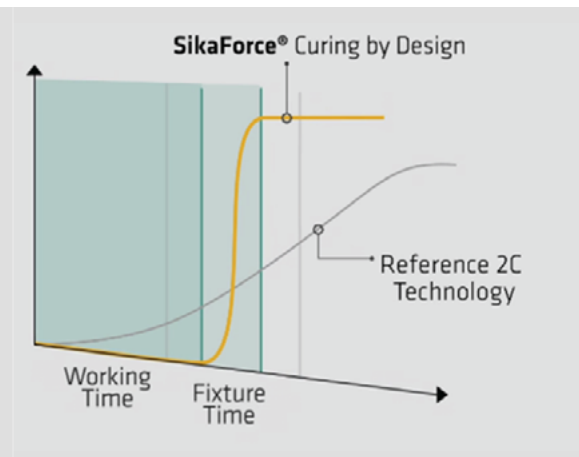 SikaForce® Curing by Design
Reference 2C
Technology
Working
Time
Fixture
Time